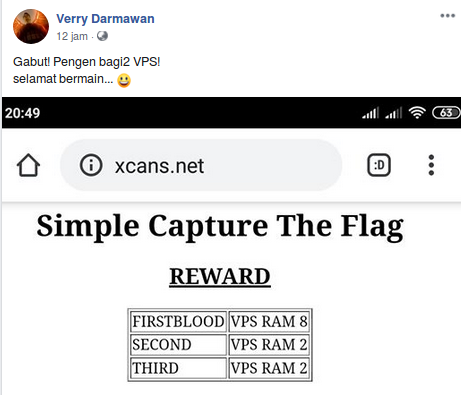 Verry Darmawan
12 jam
Gabut! Pengen bagi2 VPS!
selamat bermain...
20:49
63
xcans.net
:D
Simple Capture The Flag
REWARD
FIRSTBLOOD VPS RAM 8
SECOND VPS RAM 2
THIRD VPS RAM 2